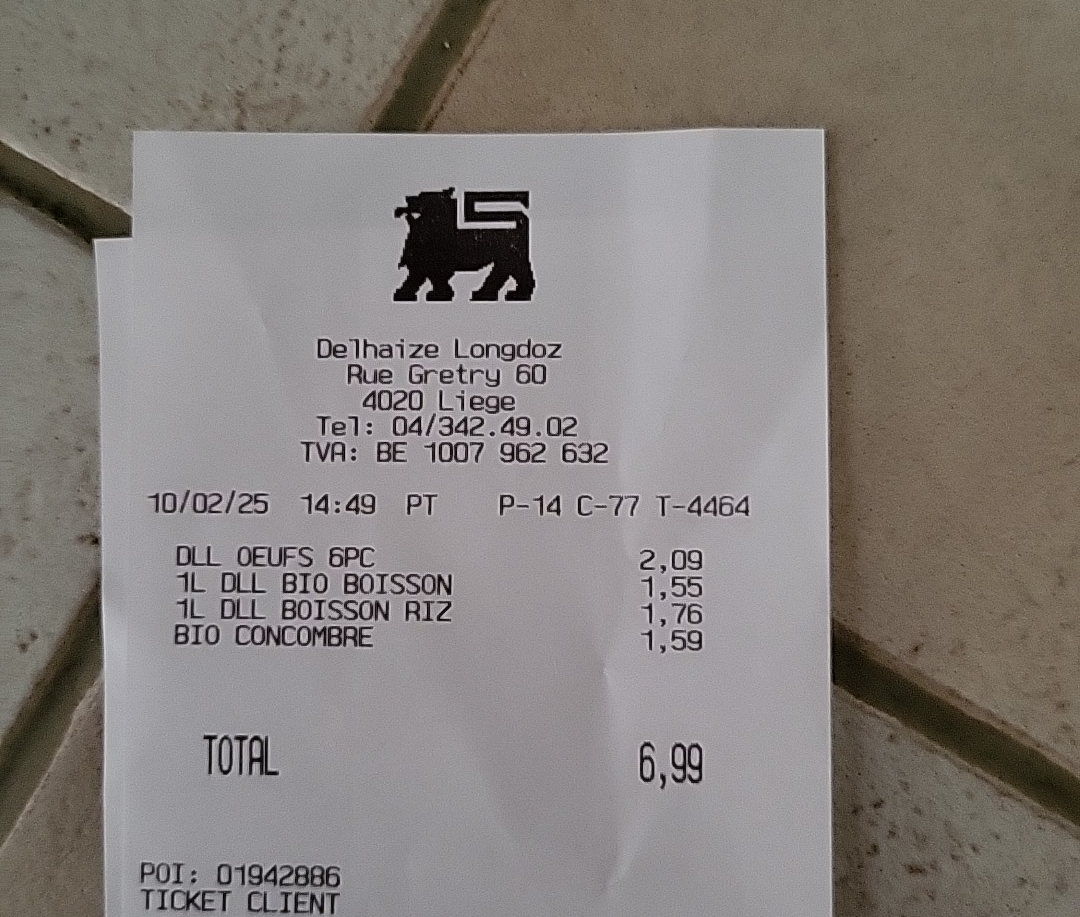 Delhaize Longdoz
Rue Gretry 60
4020 Liege
Tel: 04/342.49.02
TVA: BE 1007 962 632
10/02/25 14:49 PT P-14 C-77 T-4464
DLL OEUFS 6PC 2,09
1L DLL BIO BOISSON 1,55
1L DLL BOISSON RIZ 1,76
BIO CONCOMBRE 1,59
TOTAL 6,99
POI: 01942886
TICKET CLIENT